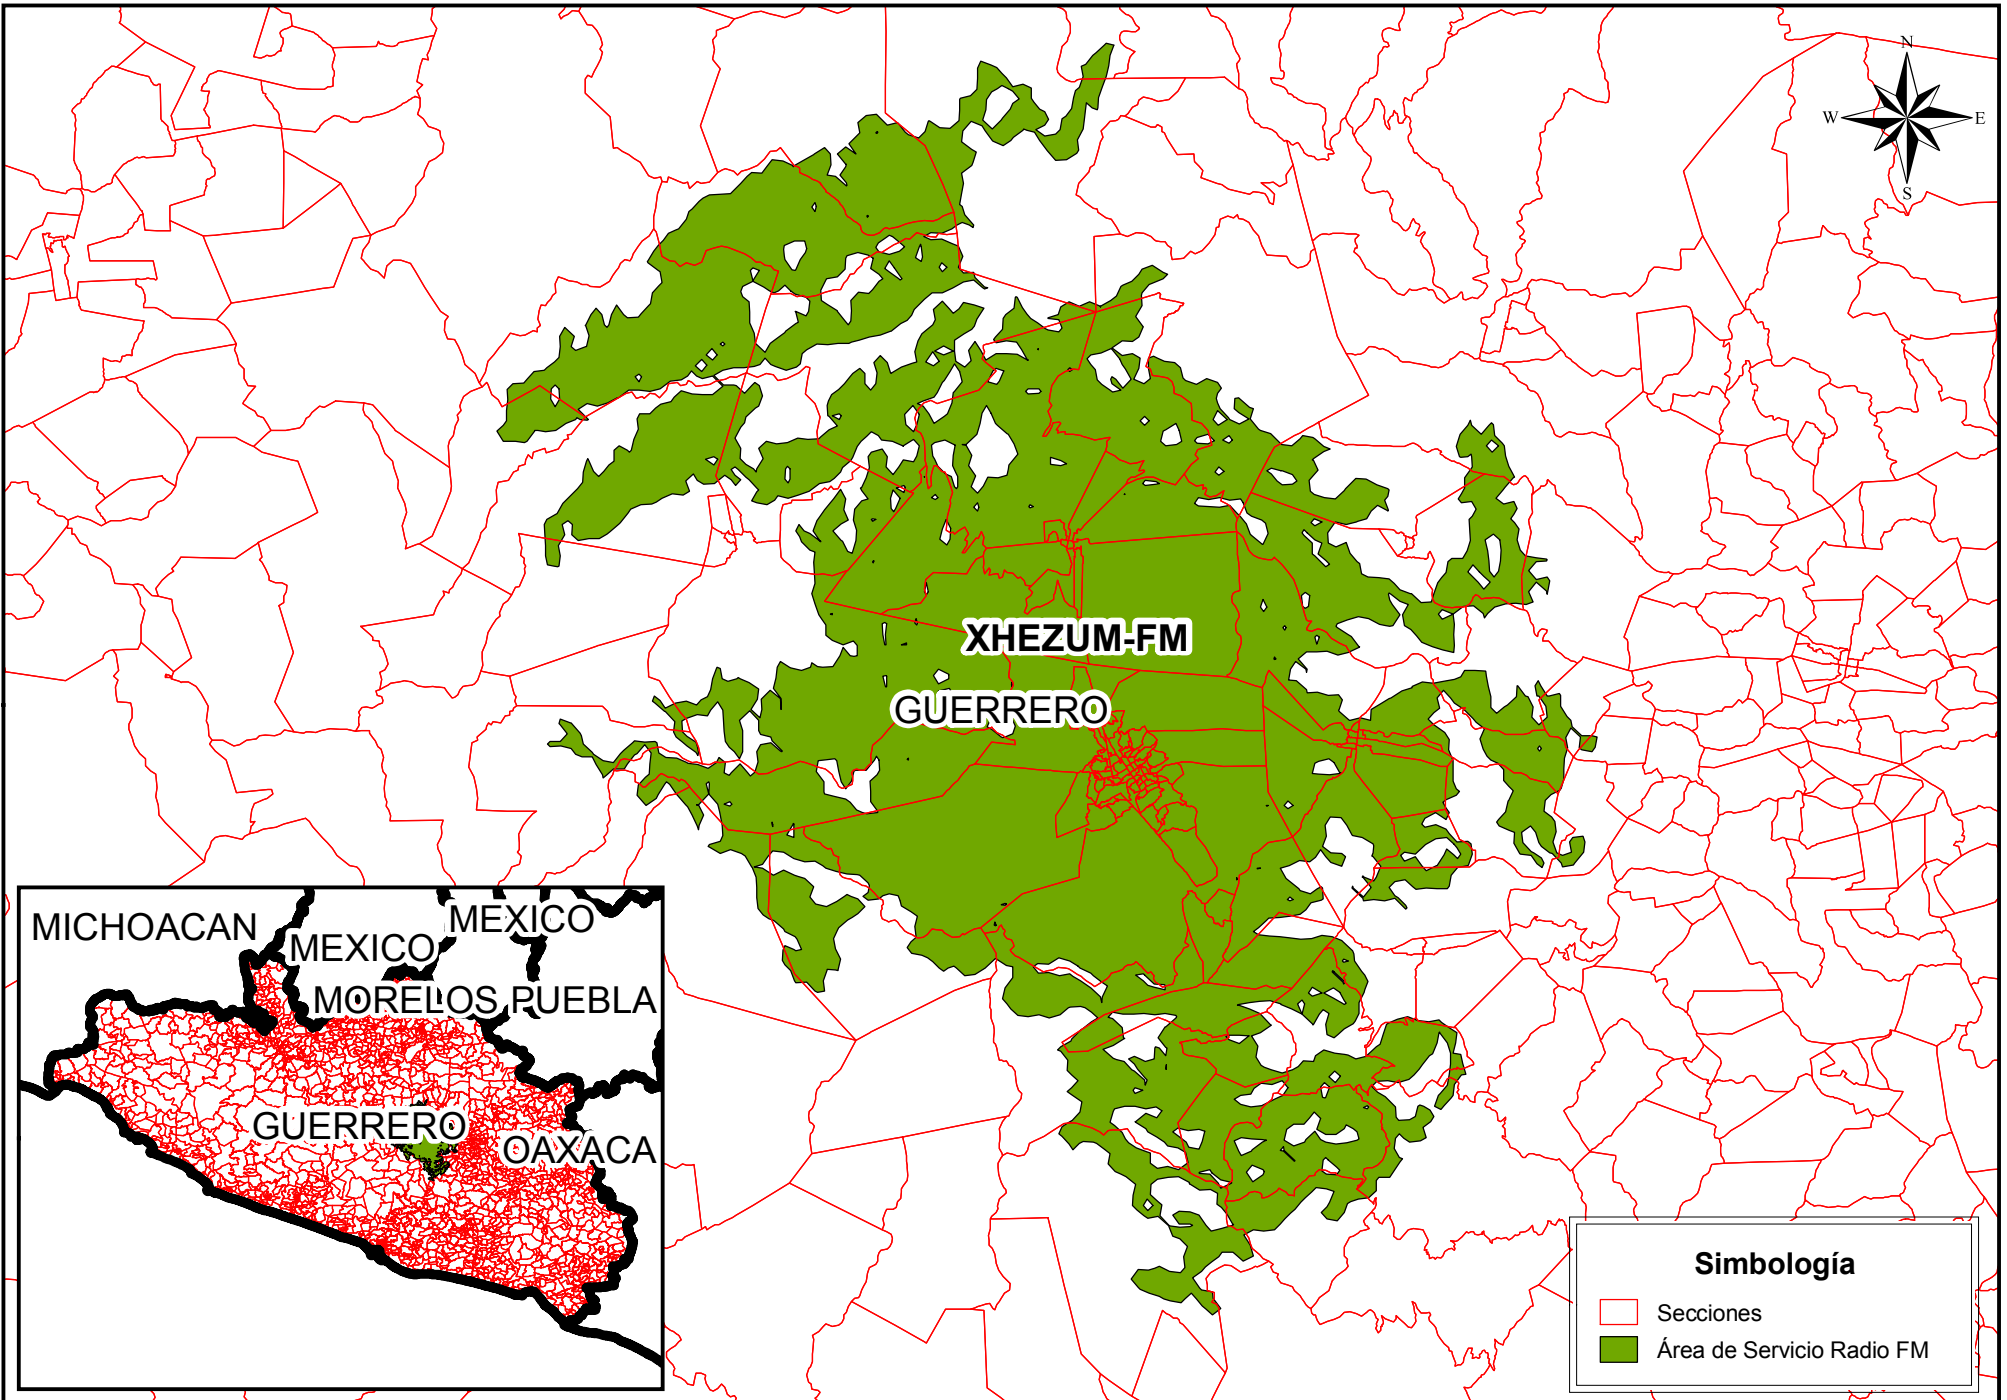 N
W E
S
XHEZUM-FM
GUERRERO
MICHOACAN
MEXICO
MEXICO
MORELOS
PUEBLA
GUERRERO
OAXACA
Simbología
Secciones
Área de Servicio Radio FM